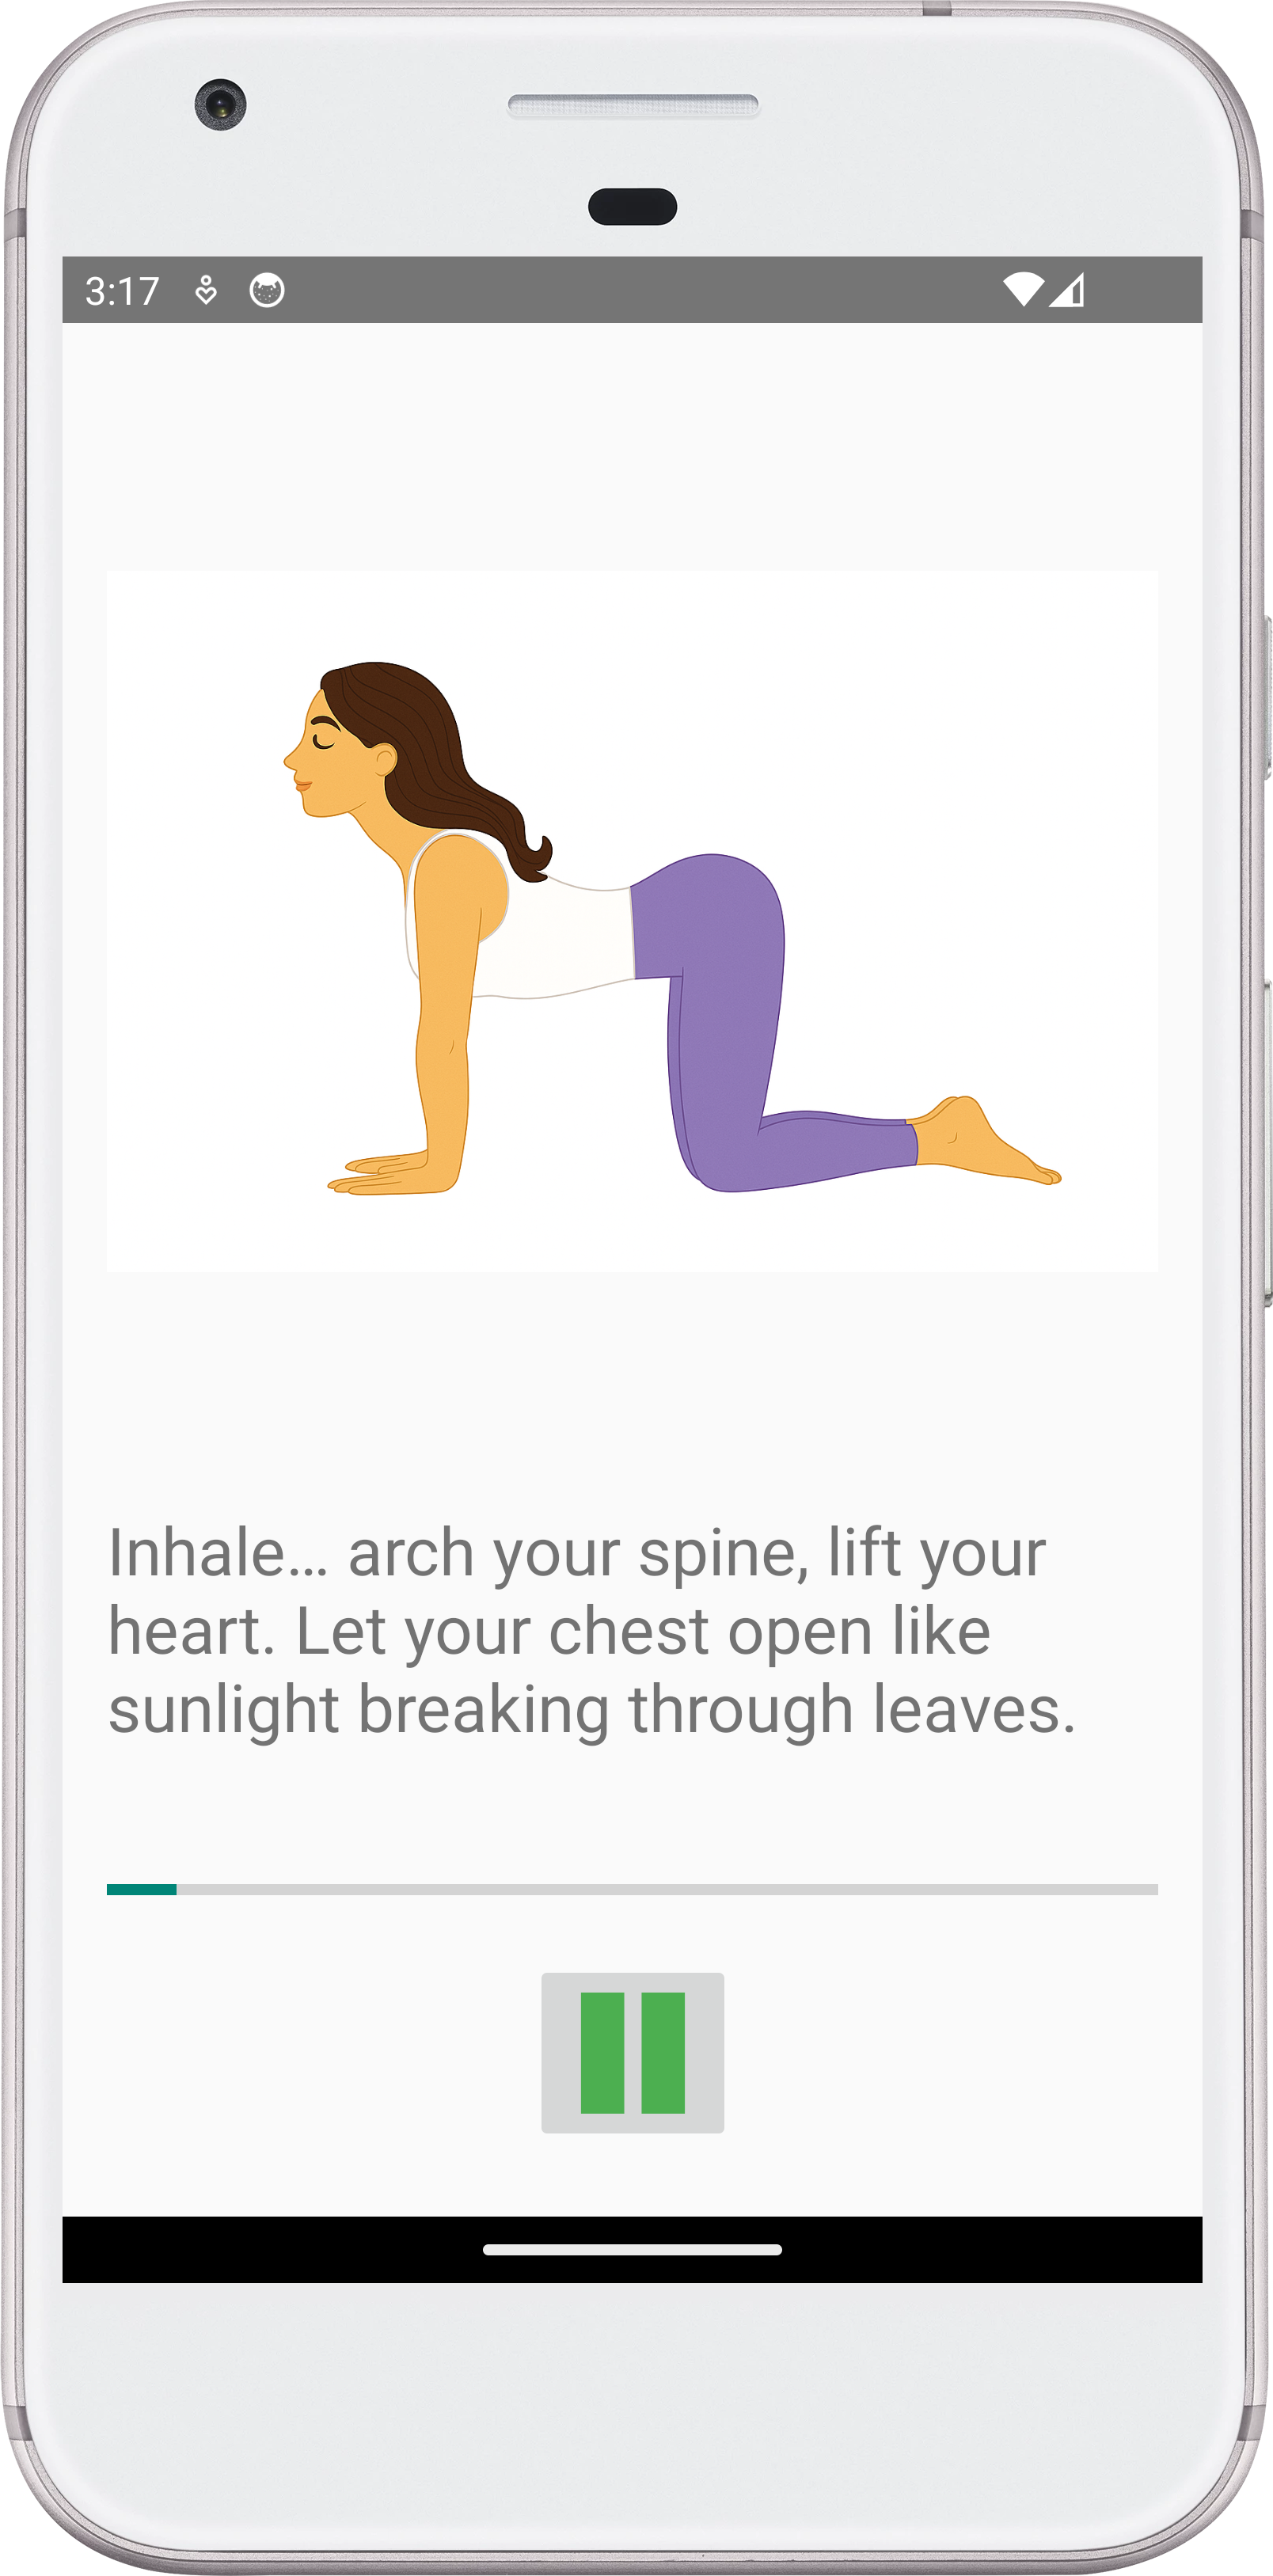 3:17
Inhale... arch your spine, lift your
heart. Let your chest open like
sunlight breaking through leaves.